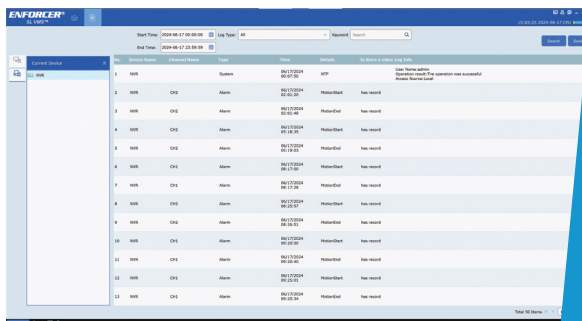 ENFORCER®
XL VMS™
Start Time: 2024-06-17 00:00:00 Log Type: All Keyword Search
End Time: 2024-06-17 23:59:59
Search
Current Device ×
NVR
No. Device Name Channel Name Type Time Details Is there a video Log Info
1 NVR System 06/17/2024 00:07:50 NTP User Name:admin
Operation result:The operation was successful
Access Source:Local
2 NVR CH2 Alarm 06/17/2024 02:01:20 MotionStart has record
3 NVR CH2 Alarm 06/17/2024 02:01:48 MotionEnd has record
4 NVR CH2 Alarm 06/17/2024 05:18:35 MotionStart has record
5 NVR CH2 Alarm 06/17/2024 05:19:03 MotionEnd has record
6 NVR CH1 Alarm 06/17/2024 08:17:00 MotionStart has record
7 NVR CH1 Alarm 06/17/2024 08:17:28 MotionEnd has record
8 NVR CH2 Alarm 06/17/2024 08:25:57 MotionStart has record
9 NVR CH2 Alarm 06/17/2024 08:26:51 MotionEnd has record
10 NVR CH1 Alarm 06/17/2024 09:20:00 MotionStart has record
11 NVR CH1 Alarm 06/17/2024 09:20:40 MotionEnd has record
12 NVR CH1 Alarm 06/17/2024 09:25:01 MotionStart has record
13 NVR CH1 Alarm 06/17/2024 09:25:34 MotionEnd has record
Total 50 Items